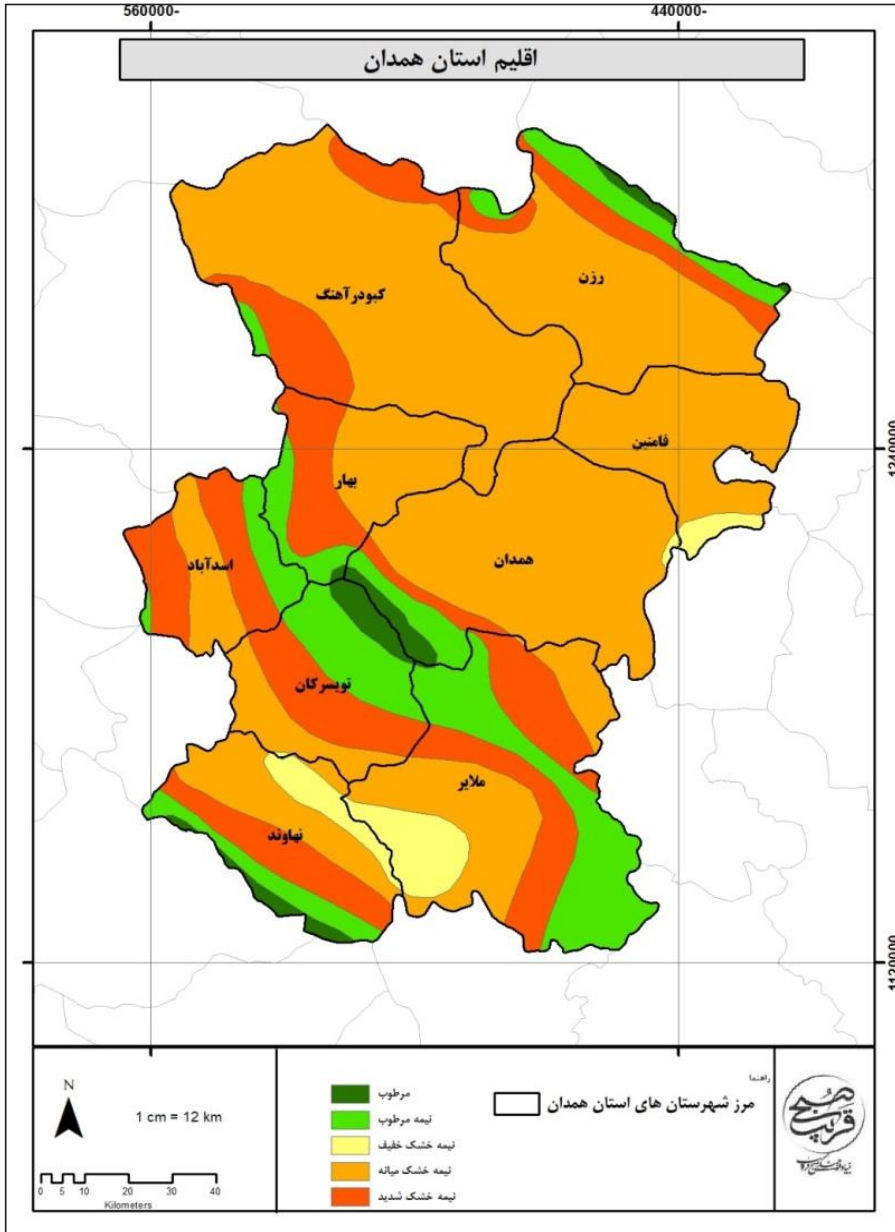 560000-
440000-
اقلیم استان همدان
رزن
کبودرآهنگ
فامنین
1240000
بهار
همدان
اسدآباد
تویسرکان
ملایر
نهاوند
1120000
راهنما
مرز شهرستان های استان همدان
مرطوب
نیمه مرطوب
نیمه خشک خفیف
نیمه خشک میانه
نیمه خشک شدید
N
1 cm = 12 km
0 5 10 20 30 40
Kilometers